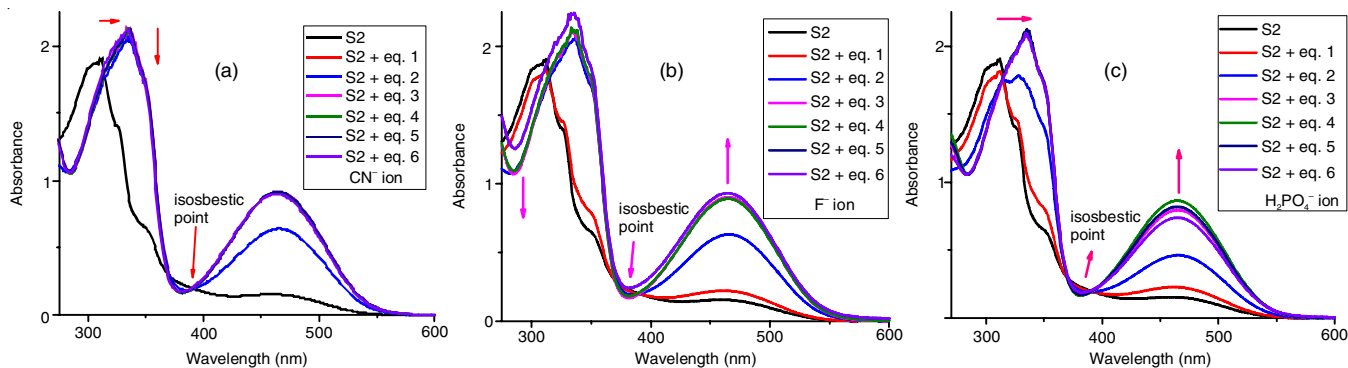 2
1
0
Absorbance
300
400
500
600
Wavelength (nm)
(a)
isosbestic
point
S2
S2 + eq. 1
S2 + eq. 2
S2 + eq. 3
S2 + eq. 4
S2 + eq. 5
S2 + eq. 6
CN⁻ ion
2
1
0
Absorbance
300
400
500
600
Wavelength (nm)
(b)
isosbestic
point
S2
S2 + eq. 1
S2 + eq. 2
S2 + eq. 3
S2 + eq. 4
S2 + eq. 5
S2 + eq. 6
F⁻ ion
2
1
0
Absorbance
300
400
500
600
Wavelength (nm)
(c)
isosbestic
point
S2
S2 + eq. 1
S2 + eq. 2
S2 + eq. 3
S2 + eq. 4
S2 + eq. 5
S2 + eq. 6
H₂PO₄⁻ ion